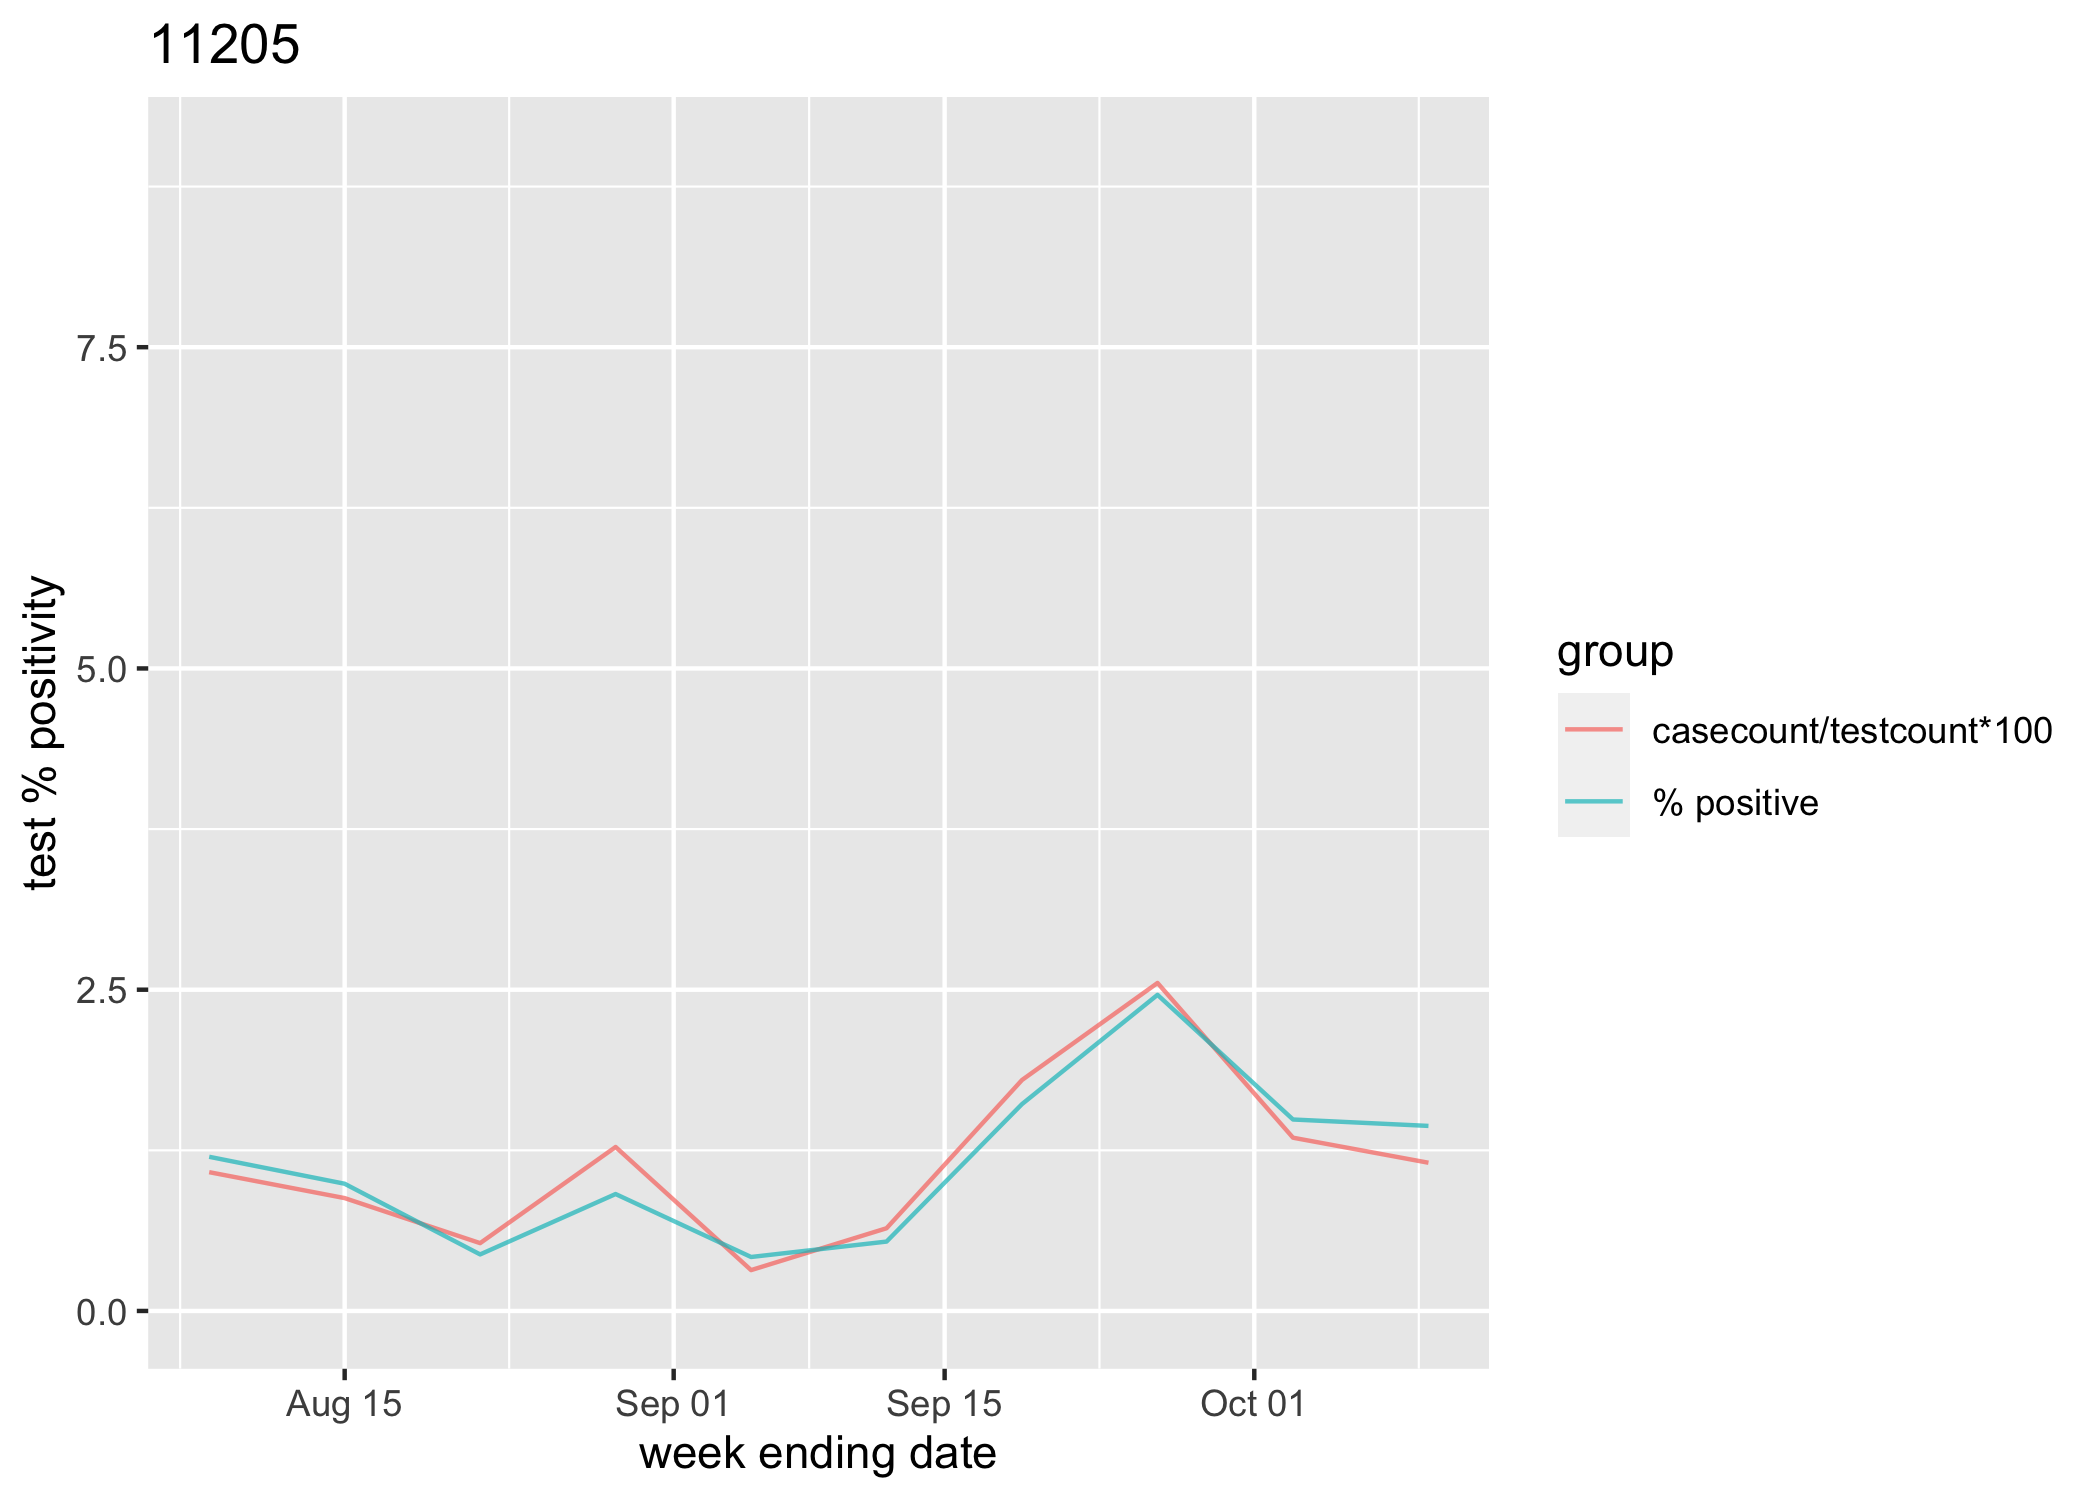 11205
test % positivity
7.5
5.0
2.5
0.0
Aug 15
Sep 01
Sep 15
Oct 01
week ending date
group
casecount/testcount*100
% positive